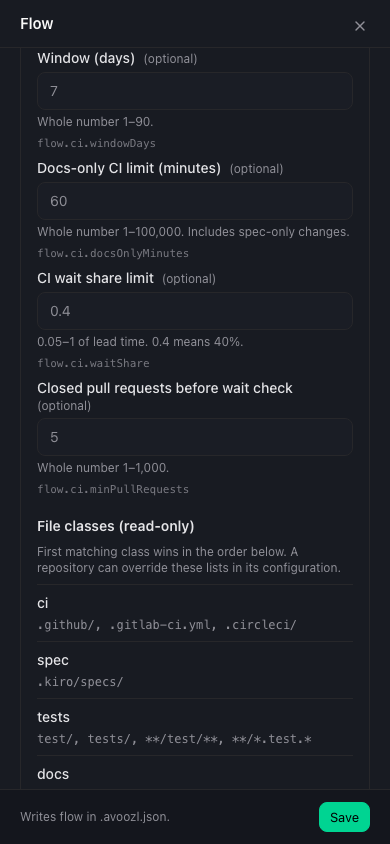 Flow
Window (days) (optional)
7
Whole number 1–90.
flow.ci.windowDays
Docs-only CI limit (minutes) (optional)
60
Whole number 1–100,000. Includes spec-only changes.
flow.ci.docsOnlyMinutes
CI wait share limit (optional)
0.4
0.05–1 of lead time. 0.4 means 40%.
flow.ci.waitShare
Closed pull requests before wait check
(optional)
5
Whole number 1–1,000.
flow.ci.minPullRequests
File classes (read-only)
First matching class wins in the order below. A
repository can override these lists in its configuration.
ci
.github/, .gitlab-ci.yml, .circleci/
spec
.kiro/specs/
tests
test/, tests/, **/test/**, **/*.test.*
docs
Writes flow in .avoozl.json.
Save